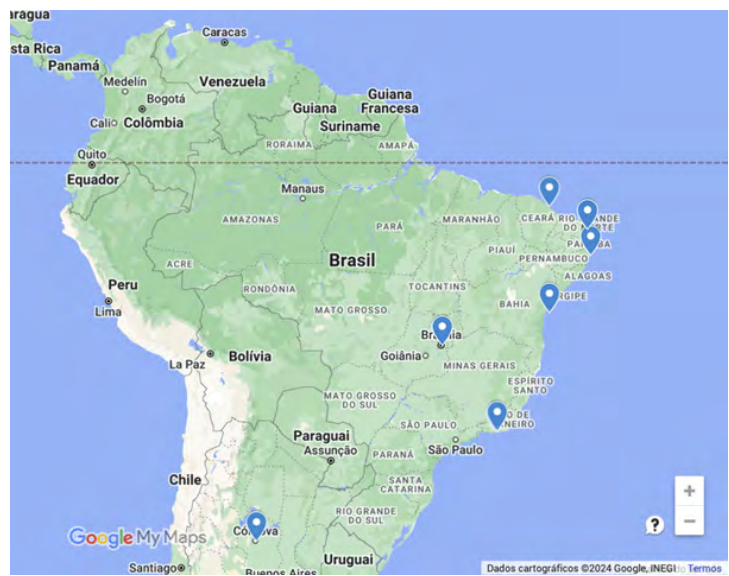 aragua
Caracas
sta Rica
Panamá
Medelín
Venezuela
Bogotá
Guiana
Guiana
Francesa
Cali
Colômbia
Suriname
RORAIMA
AMAPÁ
Quito
Equador
Manaus
CEARÁ
RIO GRANDE
DO NORTE
AMAZONAS
PARÁ
MARANHÃO
PIAUÍ
PERNAMBUCO
ACRE
Brasil
ALAGOAS
Peru
RONDÔNIA
TOCANTINS
Lima
MATO GROSSO
BAHIA
RGIPE
La Paz
Bolívia
Goiânia
MINAS GERAIS
ESPÍRITO
SANTO
MATO GROSSO
DO SUL
SÃO PAULO
O DE
NEIRO
Paraguai
Assunção
PARANÁ
São Paulo
Chile
SANTA
CATARINA
RIO GRANDE
DO SUL
Google My Maps
Santiago
Buenos Aires
Uruguai
?
+
−
Dados cartográficos ©2024 Google, INEGI
Termos